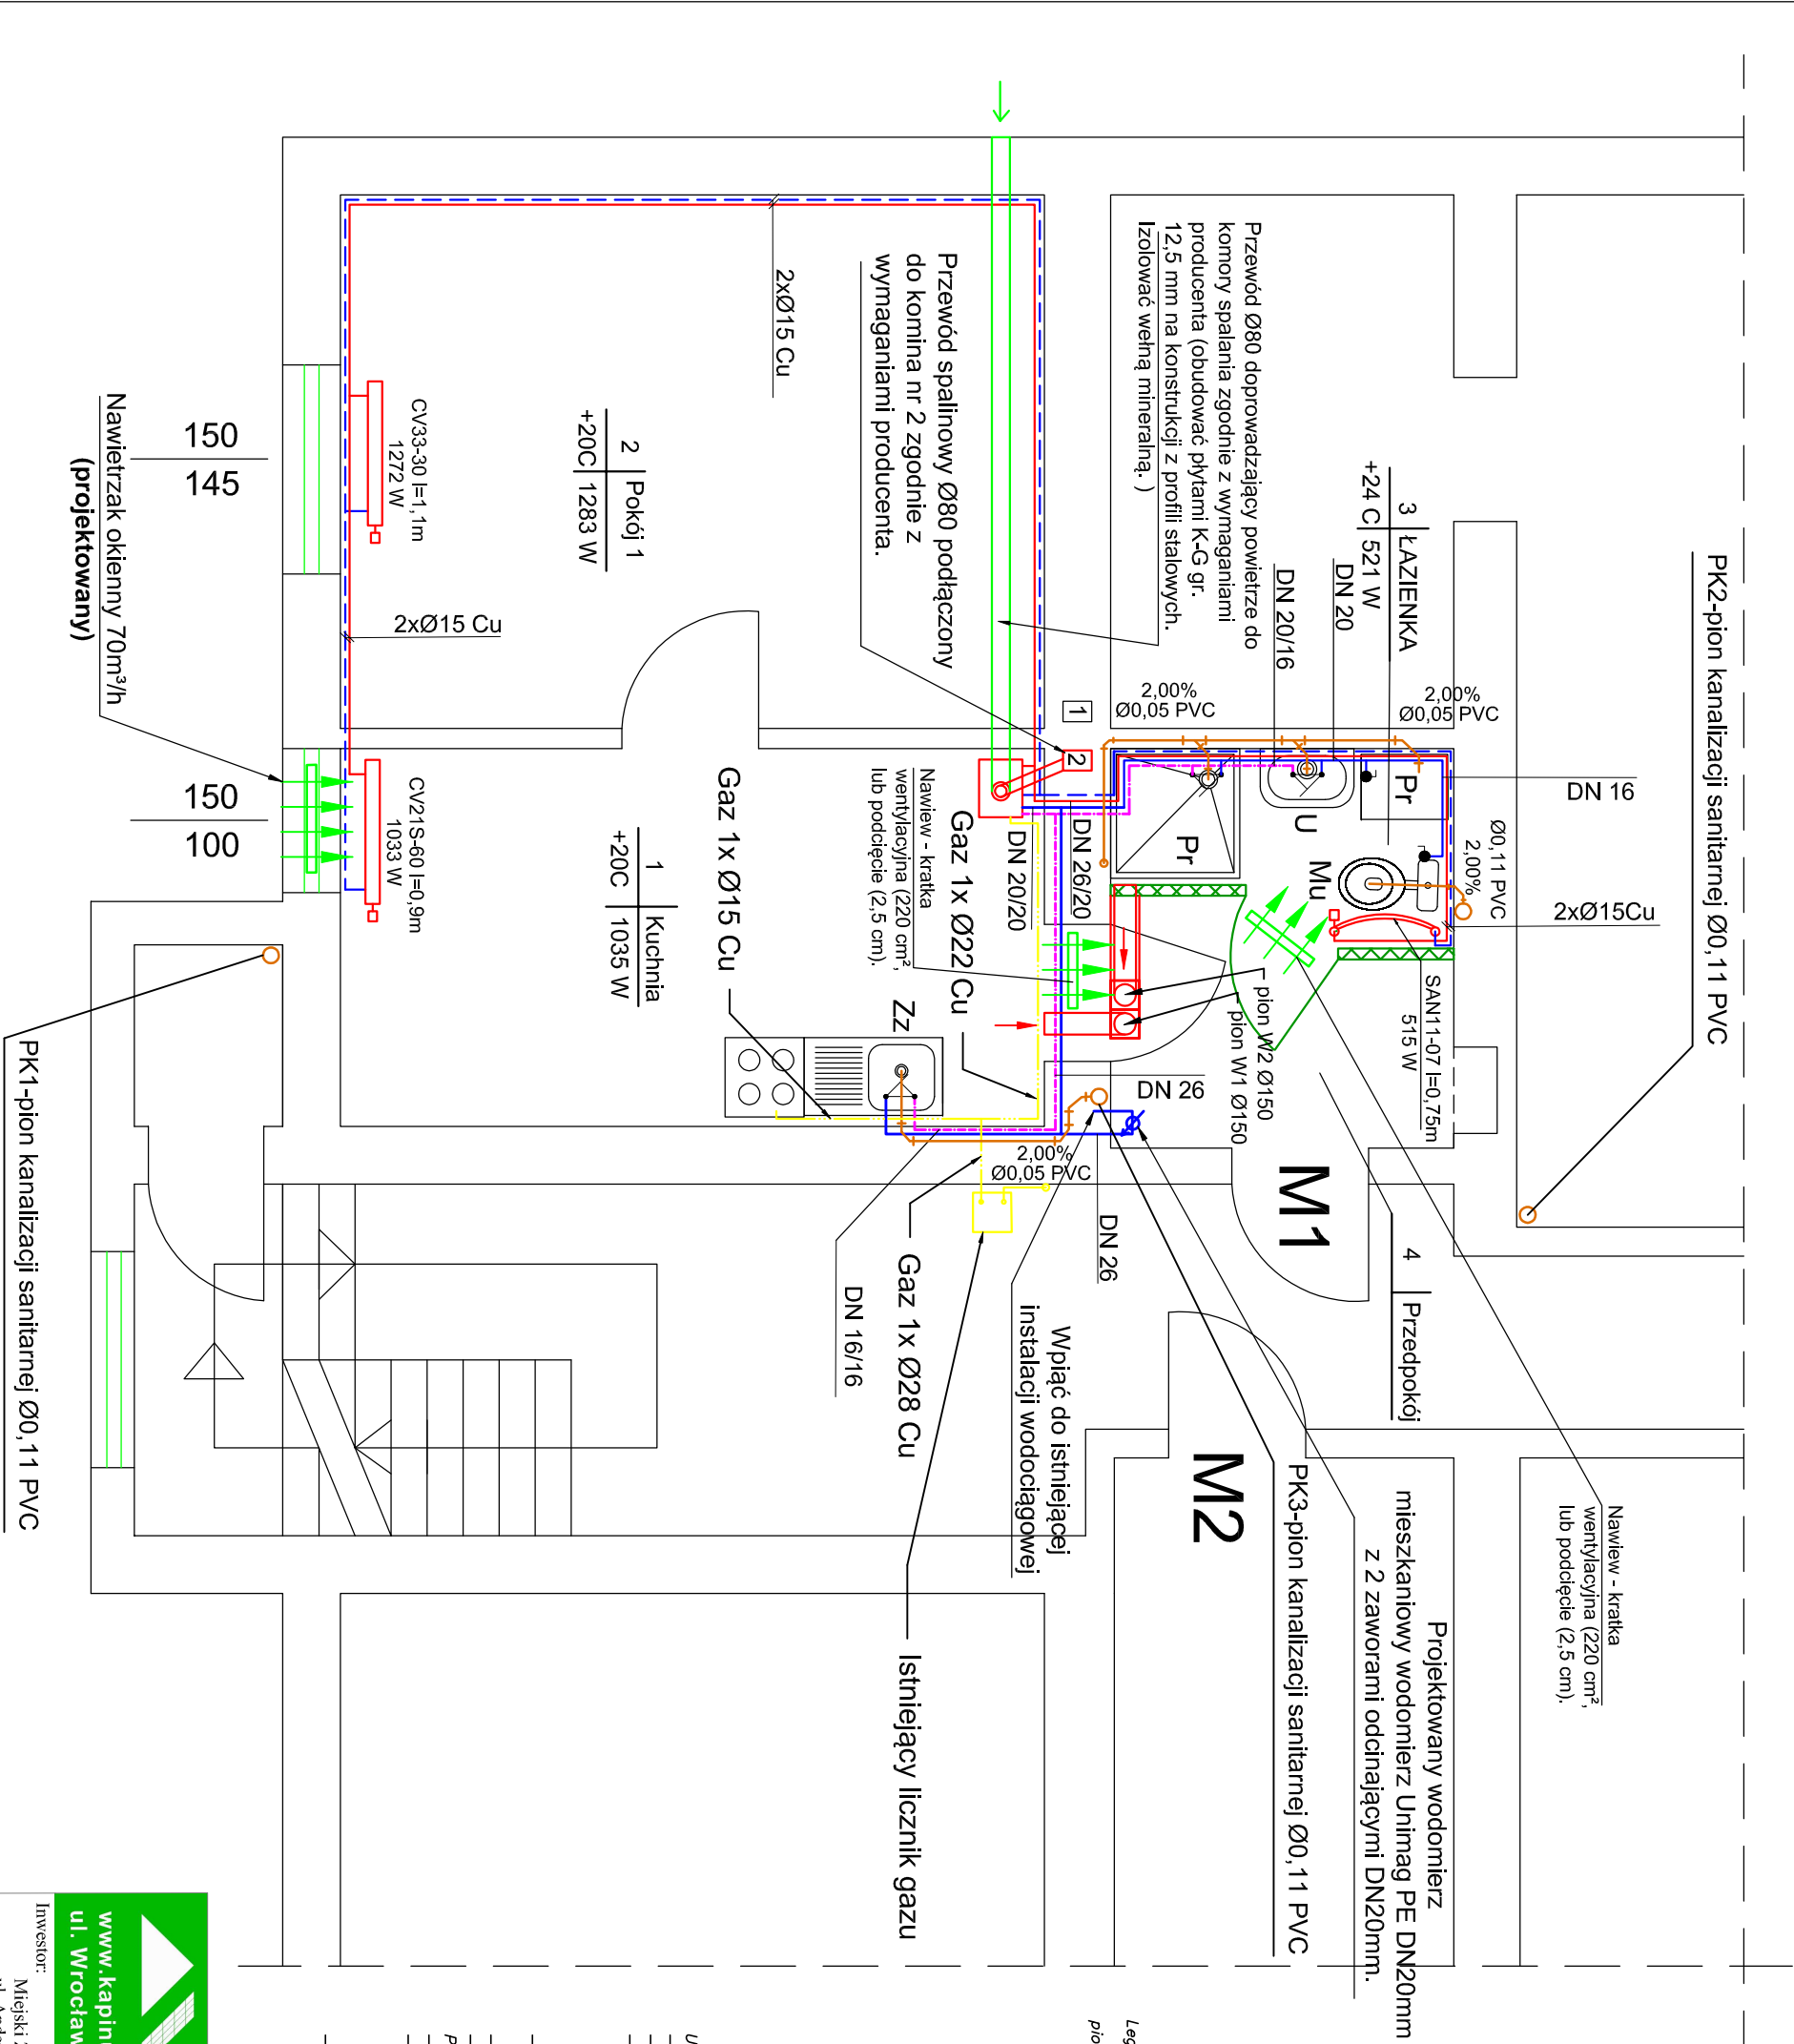 PK2-pion kanalizacji sanitarnej Ø0,11 PVC
Przewód Ø80 doprowadzający powietrze do
komory spalania zgodnie z wymaganiami
producenta (obudować płytami K-G gr.
12,5 mm na konstrukcji z profili stalowych.
Izolować wełną mineralną. )
3 ŁAZIENKA
+24 C 521 W
DN 20
DN 20/16
2,00%
Ø0,05 PVC
2,00%
Ø0,05 PVC
DN 16
Ø0,11 PVC
2,00%
2xØ15Cu
Pr
U
Mu
Pr
SAN11-07 l=0,75m
515 W
Przewód spalinowy Ø80 podłączony
do komina nr 2 zgodnie z
wymaganiami producenta.
2xØ15 Cu
1
2
2 Pokój 1
+20C 1283 W
CV33-30 l=1,1m
1272 W
2xØ15 Cu
150
145
Nawietrzak okienny 70m³/h
(projektowany)
150
100
CV21S-60 l=0,9m
1033 W
1 Kuchnia
+20C 1035 W
Gaz 1x Ø15 Cu
Nawiew - kratka
wentylacyjna (220 cm²,
lub podcięcie (2,5 cm).
Gaz 1x Ø22 Cu
DN 20/20
DN 26/20
Zz
pion W2 Ø150
pion W1 Ø150
DN 26
2,00%
Ø0,05 PVC
DN 26
M1
4 Przedpokój
Nawiew - kratka
wentylacyjna (220 cm²,
lub podcięcie (2,5 cm).
M2
Projektowany wodomierz
mieszkaniowy wodomierz Unimag PE DN20mm
z 2 zaworami odcinającymi DN20mm.
PK3-pion kanalizacji sanitarnej Ø0,11 PVC
Wpiąć do istniejącej
instalacji wodociągowej
Gaz 1x Ø28 Cu
DN 16/16
Istniejący licznik gazu
PK1-pion kanalizacji sanitarnej Ø0,11 PVC
Inwestor:
Miejski